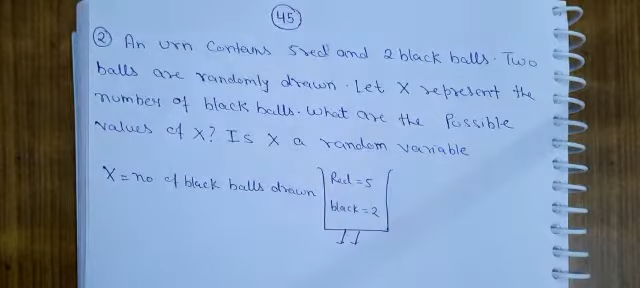 45
② An urn contains 5 red and 2 black balls. Two
balls are randomly drawn. Let X represent the
number of black balls. What are the Possible
values of X? Is X a random variable
X = no of black balls drawn
Red = 5
black = 2